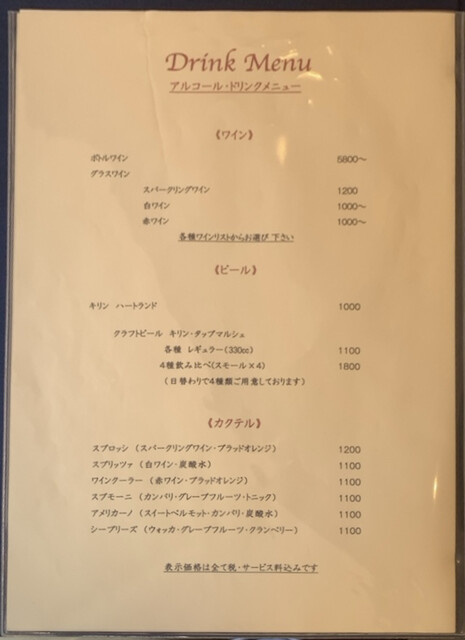 Drink Menu
アルコール・ドリンクメニュー
《ワイン》
ボトルワイン 5800～
グラスワイン
スパークリングワイン 1200
白ワイン 1000～
赤ワイン 1000～
各種ワインリストからお選び下さい
《ビール》
キリン ハートランド 1000
クラフトビール キリン・タップマルシェ
各種 レギュラー(330cc) 1100
4種飲み比べ(スモール×4) 1800
(日替わりで4種類ご用意しております)
《カクテル》
スプロッシ (スパークリングワイン・ブラッドオレンジ) 1200
スプリッツァ (白ワイン・炭酸水) 1100
ワインクーラー (赤ワイン・ブラッドオレンジ) 1100
スプモーニ (カンパリ・グレープフルーツ・トニック) 1100
アメリカーノ (スイートベルモット・カンパリ・炭酸水) 1100
シーブリーズ (ウォッカ・グレープフルーツ・クランベリー) 1100
表示価格は全て税・サービス料込みです